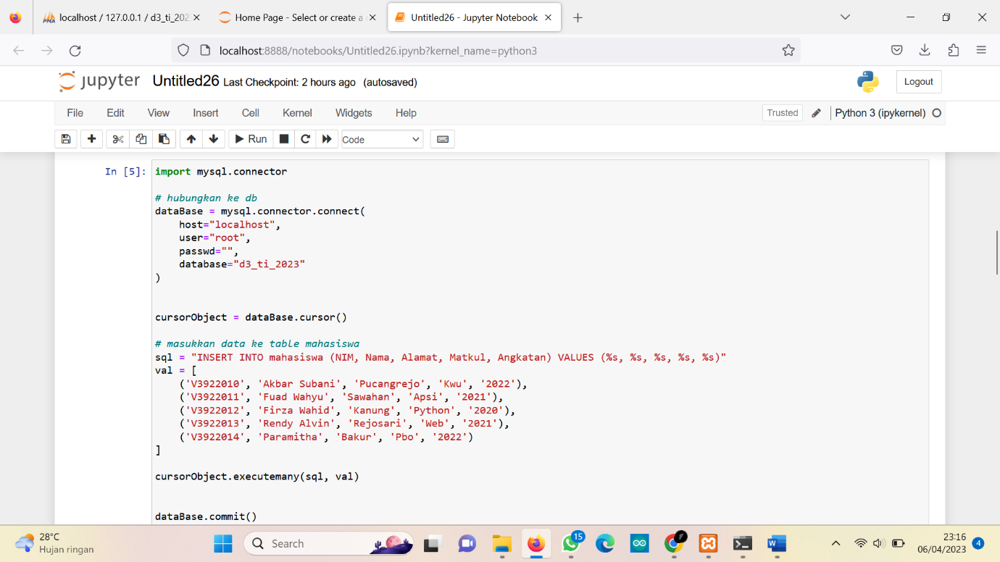 localhost / 127.0.0.1 / d3_ti_202
Home Page - Select or create a
Untitled26 - Jupyter Notebook
localhost:8888/notebooks/Untitled26.ipynb?kernel_name=python3
jupyter Untitled26 Last Checkpoint: 2 hours ago (autosaved)
Logout
File Edit View Insert Cell Kernel Widgets Help
Trusted
Python 3 (ipykernel)
Run
Code
In [5]:
import mysql.connector
# hubungkan ke db
dataBase = mysql.connector.connect(
    host="localhost",
    user="root",
    passwd="",
    database="d3_ti_2023"
)
cursorObject = dataBase.cursor()
# masukkan data ke table mahasiswa
sql = "INSERT INTO mahasiswa (NIM, Nama, Alamat, Matkul, Angkatan) VALUES (%s, %s, %s, %s, %s)"
val = [
    ('V3922010', 'Akbar Subani', 'Pucangrejo', 'Kwu', '2022'),
    ('V3922011', 'Fuad Wahyu', 'Sawahan', 'Apsi', '2021'),
    ('V3922012', 'Firza Wahid', 'Kanung', 'Python', '2020'),
    ('V3922013', 'Rendy Alvin', 'Rejosari', 'Web', '2021'),
    ('V3922014', 'Paramitha', 'Bakur', 'Pbo', '2022')
]
cursorObject.executemany(sql, val)
dataBase.commit()
28°C
Hujan ringan
Search
15
23:16
06/04/2023
4